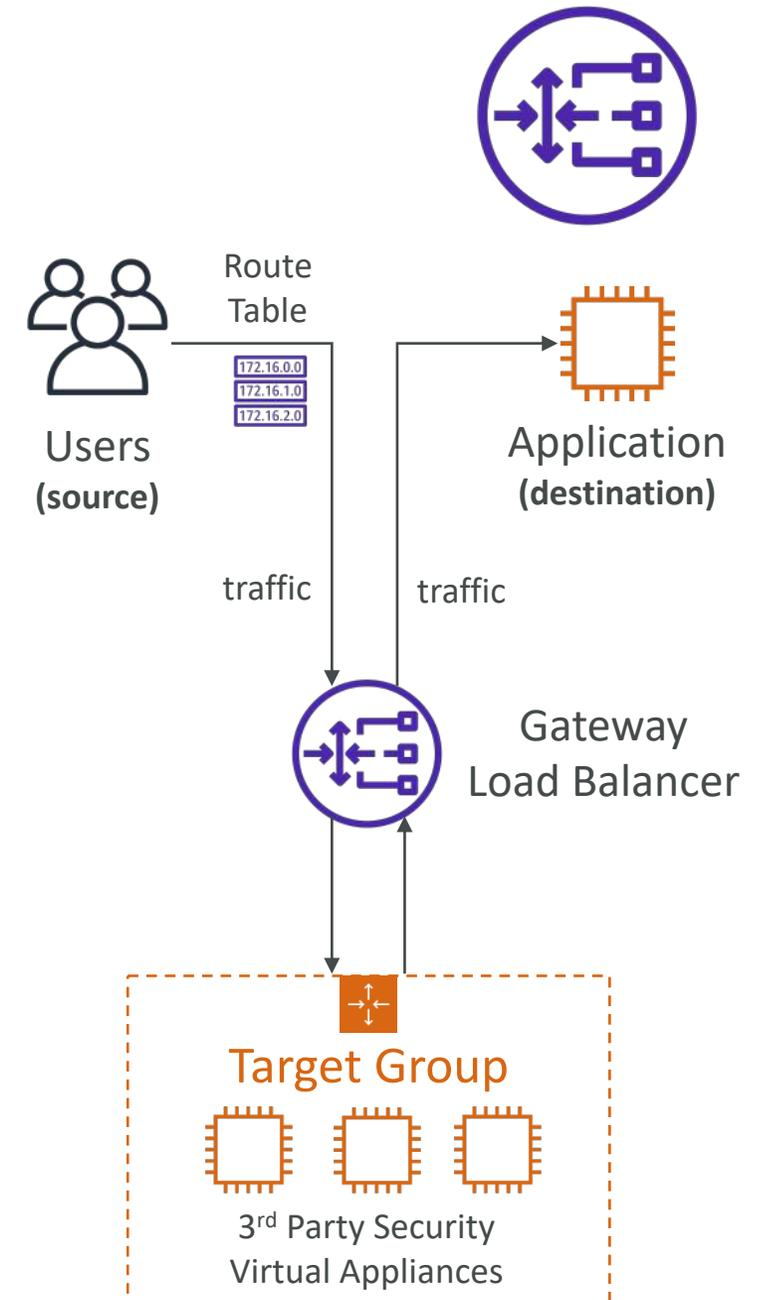 Route
Table
172.16.0.0
172.16.1.0
172.16.2.0
Users
(source)
Application
(destination)
traffic
traffic
Gateway
Load Balancer
Target Group
3rd Party Security
Virtual Appliances